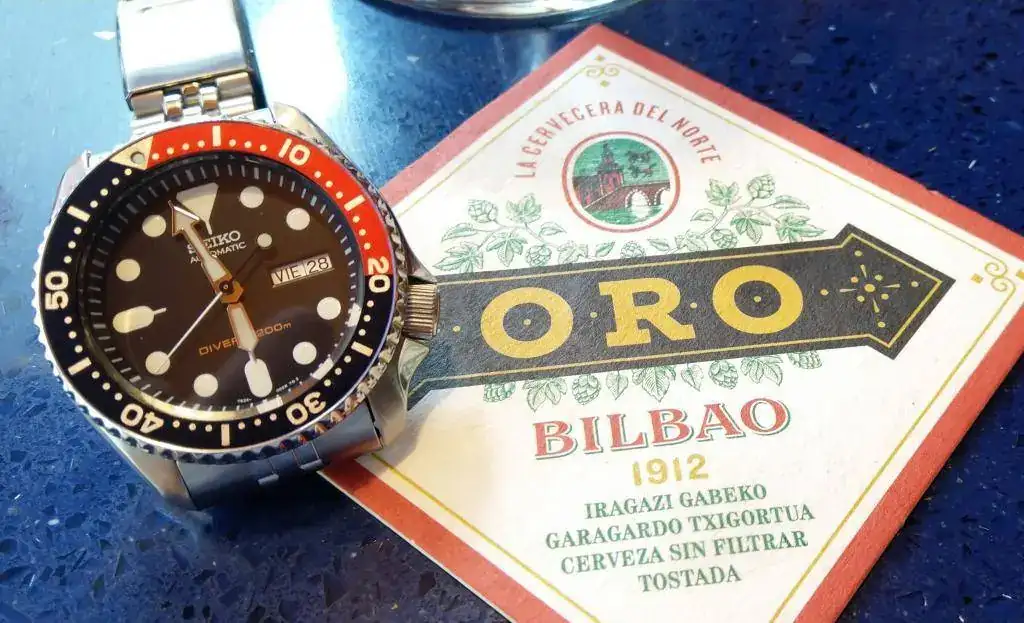 10
20
30
40
50
SEIKO
AUTOMATIC
VIE 28
DIVER'S 200m
LA CERVECERA DEL NORTE
ORO
BILBAO
1912
IRAGAZI GABEKO
GARAGARDO TXIGORTUA
CERVEZA SIN FILTRAR
TOSTADA